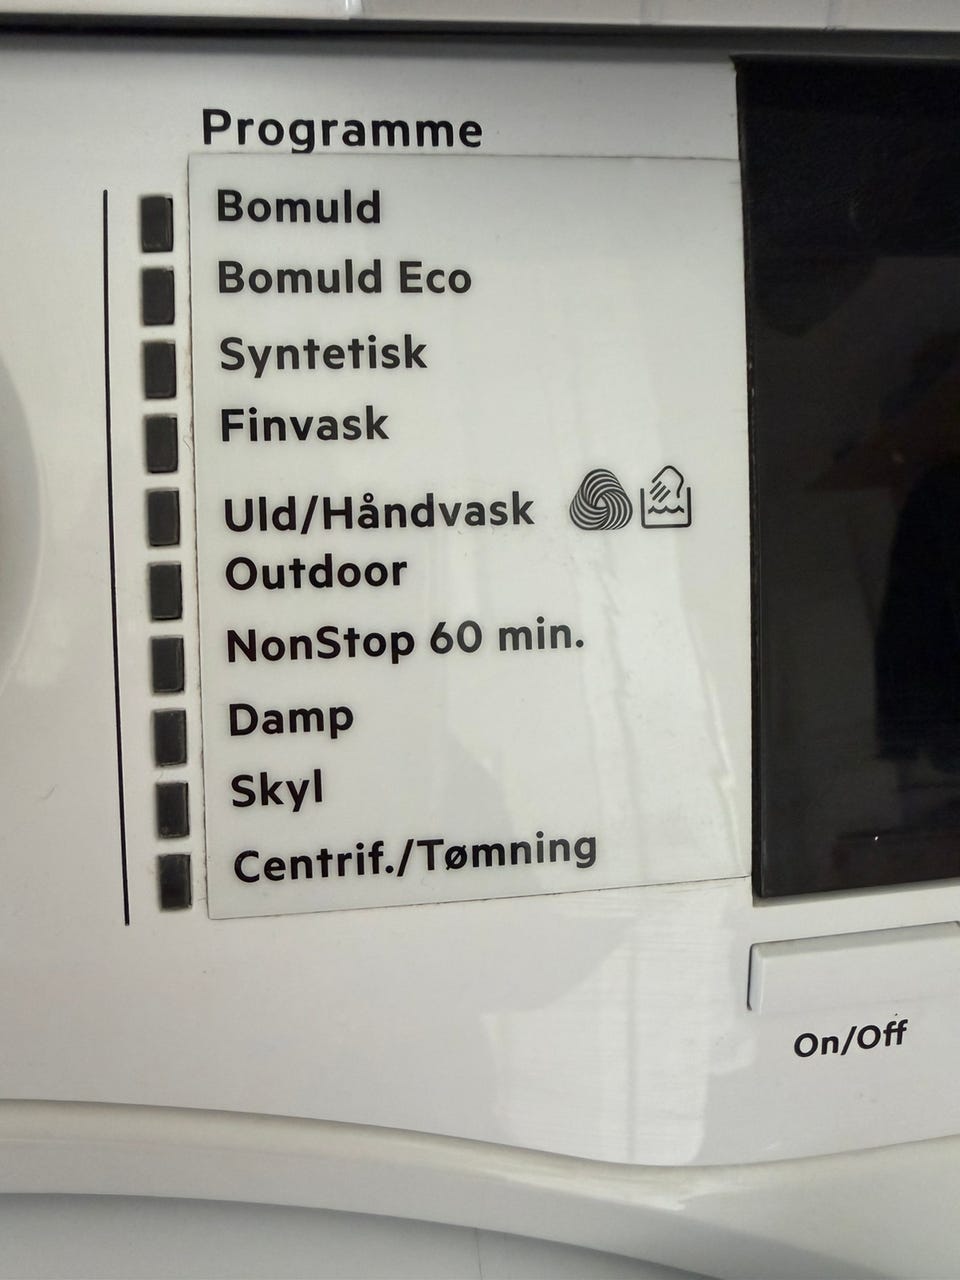 Programme
Bomuld
Bomuld Eco
Syntetisk
Finvask
Uld/Håndvask
Outdoor
NonStop 60 min.
Damp
Skyl
Centrif./Tømning
On/Off